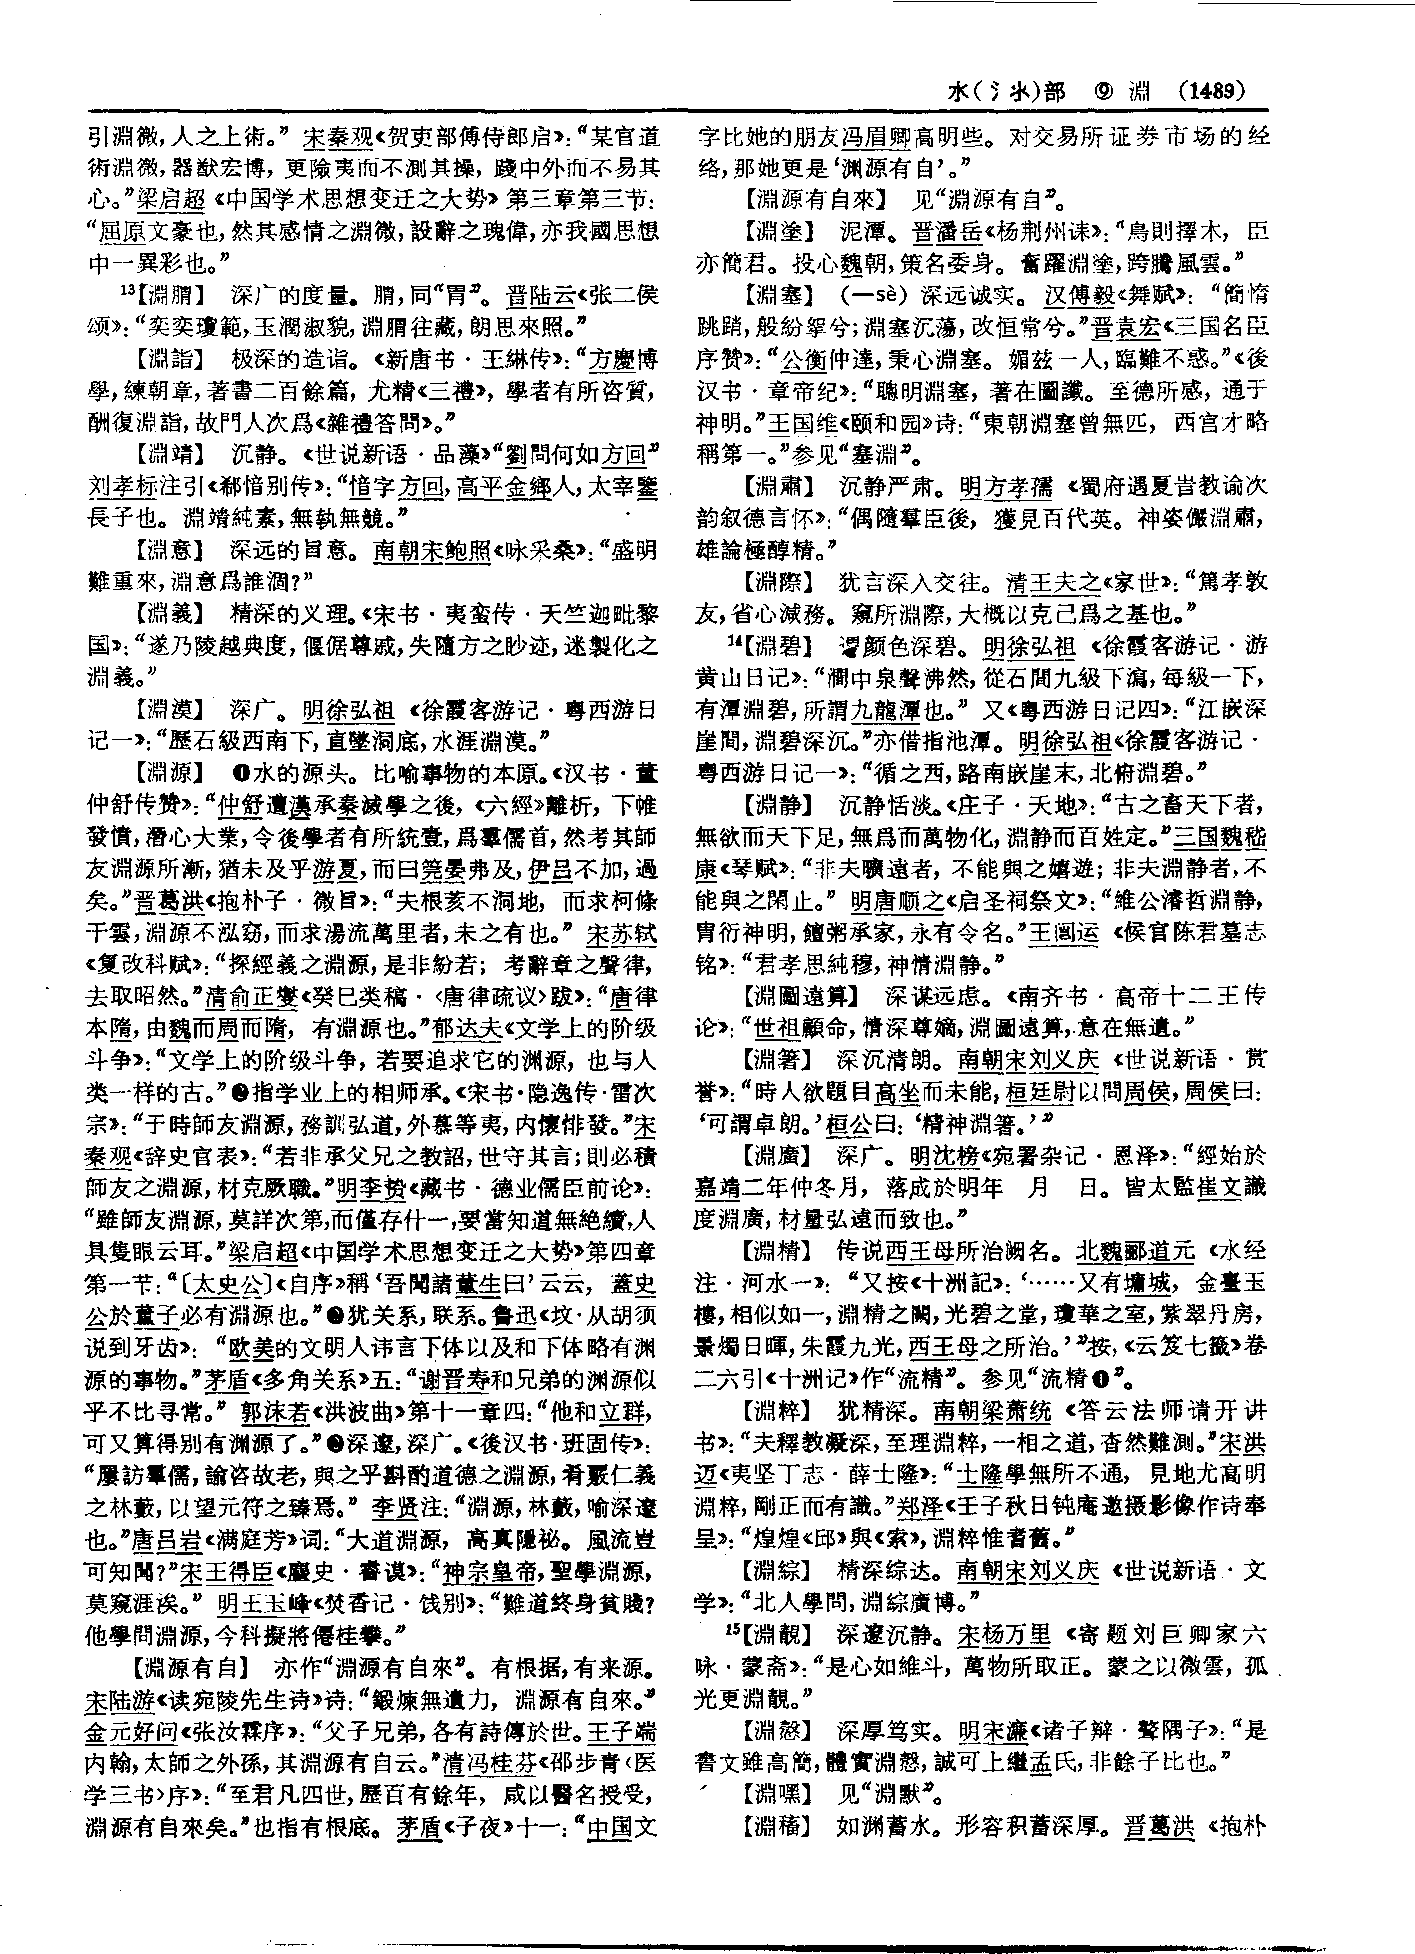 水(氵氺)部 ⑨ 淵 (1489)
引淵微,人之上術。” 宋秦观《贺吏部傅侍郎启》:“某官道
術淵微,器猷宏博, 更險夷而不測其操, 踐中外而不易其
心。”梁启超《中国学术思想变迁之大势》第三章第三节:
“屈原文豪也,然其感情之淵微,設辭之瑰偉,亦我國思想
中一異彩也。”
13【淵䐜】 深广的度量。
【淵詣】 极深的造诣。《新唐书·王綝传》:“方慶博
學,練朝章,著書二百餘篇, 尤精《三禮》, 學者有所咨質,
酬復淵詣,故門人次爲《雜禮答問》。”
【淵靖】 沉静。《世说新语·品藻》“劉問何如方回”
刘孝标注引《郗愔别传》:“愔字方回,高平金鄉人,太宰鑒
長子也。淵靖純素,無執無競。”
【淵意】 深远的旨意。南朝宋鲍照《咏采桑》:“盛明
難重來,淵意爲誰涸?”
【淵義】 精深的义理。《宋书·夷蛮传·天竺迦毗黎
国》:“遂乃陵越典度,偃倨尊戚,失隨方之眇迹,迷製化之
淵義。”
【淵漠】 深广。明徐弘祖《徐霞客游记·粤西游日
记一》:“歷石級西南下,直墜洞底,水涯淵漠。”
【淵源】 ❶水的源头。比喻事物的本原。《汉书·董
仲舒传赞》:“仲舒遭漢承秦滅學之後,《六經》離析, 下帷
發憤,潛心大業,令後學者有所統壹,爲羣儒首,然考其師
友淵源所漸,猶未及乎游夏,而曰筦晏弗及,伊吕不加,過
矣。”晋葛洪《抱朴子·微旨》:“夫根荄不洞地, 而求柯條
干雲,淵源不泓窈,而求湯流萬里者,未之有也。” 宋苏轼
《复改科赋》:“探經義之淵源,是非紛若; 考辭章之聲律,
去取昭然。”清俞正燮《癸巳类稿·〈唐律疏议〉跋》:“唐律
本隋,由魏而周而隋, 有淵源也。”郁达夫《文学上的阶级
斗争》:“文学上的阶级斗争, 若要追求它的渊源, 也与人
类一样的古。”❷指学业上的相师承。《宋书·隐逸传·雷次
宗》:“于時師友淵源,務訓弘道,外慕等夷,内懷悱發。”宋
秦观《辞史官表》:“若非承父兄之教詔,世守其言;則必積
師友之淵源,材克厥職。”明李贽《藏书·德业儒臣前论》:
“雖師友淵源,莫詳次第,而僅存什一,要當知道無絶續,人
具隻眼云耳。”梁启超《中国学术思想变迁之大势》第四章
第一节:“〔太史公〕《自序》稱‘吾聞諸董生曰’云云, 蓋史
公於董子必有淵源也。”❸犹关系,联系。鲁迅《坟·从胡须
说到牙齿》: “欧美的文明人讳言下体以及和下体略有渊
源的事物。”茅盾《多角关系》五:“谢晋寿和兄弟的渊源似
乎不比寻常。” 郭沫若《洪波曲》第十一章四:“他和立群,
可又算得别有渊源了。”❹深邃,深广。《後汉书·班固传》:
“屢訪羣儒,諭咨故老,與之乎斟酌道德之淵源,肴覈仁義
之林藪,以望元符之臻焉。” 李贤注:“淵源,林藪,喻深邃
也。”唐吕岩《满庭芳》词:“大道淵源, 高真隱祕。風流豈
可知聞?”宋王得臣《麈史·睿谟》:“神宗皇帝,聖學淵源,
莫窺涯涘。” 明王玉峰《焚香记·饯别》:“難道終身貧賤?
他學問淵源,今科擬將僊桂攀。”
【淵源有自】 亦作“淵源有自來”。有根据,有来源。
宋陆游《读宛陵先生诗》诗:“鍛煉無遺力, 淵源有自來。”
金元好问《张汝霖序》:“父子兄弟,各有詩傳於世。王子端
内翰,太師之外孫,其淵源有自云。”清冯桂芬《邵步青〈医
学三书〉序》:“至君凡四世,歷百有餘年, 咸以醫名授受,
淵源有自來矣。”也指有根底。茅盾《子夜》十一:“中国文
字比她的朋友冯眉卿高明些。对交易所证券市场的经
络,那她更是‘渊源有自’。”
【淵源有自來】 见“淵源有自”。
【淵塗】 泥潭。晋潘岳《杨荆州诔》:“鳥則擇木, 臣
亦簡君。投心魏朝,策名委身。奮躍淵塗,跨騰風雲。”
【淵塞】 (—sè) 深远诚实。汉傅毅《舞赋》: “簡惰
跳踃,般紛挐兮;淵塞沉蕩,改恒常兮。”晋袁宏《三国名臣
序赞》:“公衡仲達,秉心淵塞。媚兹一人,臨難不惑。”《後
汉书·章帝纪》:“聰明淵塞, 著在圖讖。至德所感, 通于
神明。”王国维《颐和园》诗:“東朝淵塞曾無匹, 西宫才略
稱第一。”参见“塞淵”。
【淵肅】 沉静严肃。明方孝孺《蜀府遇夏旹教谕次
韵叙德言怀》:“偶隨羣臣後, 獲見百代英。神姿儼淵肅,
雄論極醇精。”
【淵際】 犹言深入交往。清王夫之《家世》:“篤孝敦
友,省心減務。窺所淵際,大概以克己爲之基也。”
14【淵碧】 谓颜色深碧。明徐弘祖《徐霞客游记·游
黄山日记》:“澗中泉聲沸然,從石間九級下瀉,每級一下,
有潭淵碧,所謂九龍潭也。” 又《粤西游日记四》:“江嵌深
崖間,淵碧深沉。”亦借指池潭。明徐弘祖《徐霞客游记·
粤西游日记一》:“循之西,路南嵌崖末,北俯淵碧。”
【淵静】 沉静恬淡。《庄子·天地》:“古之畜天下者,
無欲而天下足,無爲而萬物化,淵静而百姓定。”三国魏嵇
康《琴赋》:“非夫曠遠者, 不能與之嬉遊; 非夫淵静者,不
能與之閑止。” 明唐顺之《启圣祠祭文》:“維公濬哲淵静,
胄衍神明,饘粥承家,永有令名。”王闿运《候官陈君墓志
铭》:“君孝思純穆,神情淵静。”
【淵圖遠算】 深谋远虑。《南齐书·高帝十二王传
论》:“世祖顧命,情深尊嫡,淵圖遠算,意在無遺。”
【淵箸】 深沉清朗。南朝宋刘义庆《世说新语·赏
誉》:“時人欲題目高坐而未能,桓廷尉以問周侯,周侯曰:
‘可謂卓朗。’桓公曰:‘精神淵箸。’”
【淵廣】 深广。明沈榜《宛署杂记·恩泽》:“經始於
嘉靖二年仲冬月, 落成於明年 月 日。皆太監崔文識
度淵廣,材量弘遠而致也。”
【淵精】 传说西王母所治阙名。北魏郦道元《水经
注·河水一》: “又按《十洲記》:‘……又有墉城, 金臺玉
樓,相似如一,淵精之闕,光碧之堂,瓊華之室,紫翠丹房,
景燭日暉,朱霞九光,西王母之所治。’”按,《云笈七籤》卷
二六引《十洲记》作“流精”。参见“流精❶”。
【淵粹】 犹精深。南朝梁萧统《答云法师请开讲
书》:“夫釋教凝深,至理淵粹,一相之道,杳然難測。”宋洪
迈《夷坚丁志·薛士隆》:“士隆學無所不通, 見地尤高明
淵粹,剛正而有識。”郑泽《壬子秋日钝庵邀摄影像作诗奉
呈》:“煌煌《邱》與《索》,淵粹惟耆舊。”
【淵綜】 精深综达。南朝宋刘义庆《世说新语·文
学》:“北人學問,淵綜廣博。”
15【淵靚】 深邃沉静。宋杨万里《寄题刘巨卿家六
咏·蒙斋》:“是心如維斗, 萬物所取正。蒙之以微雲, 孤
光更淵靚。”
【淵慤】 深厚笃实。明宋濂《诸子辩·聱隅子》:“是
書文雖高簡,體實淵慤,誠可上繼孟氏,非餘子比也。”
【淵嘿】 见“淵默”。
【淵稸】 如渊蓄水。形容积蓄深厚。晋葛洪《抱朴